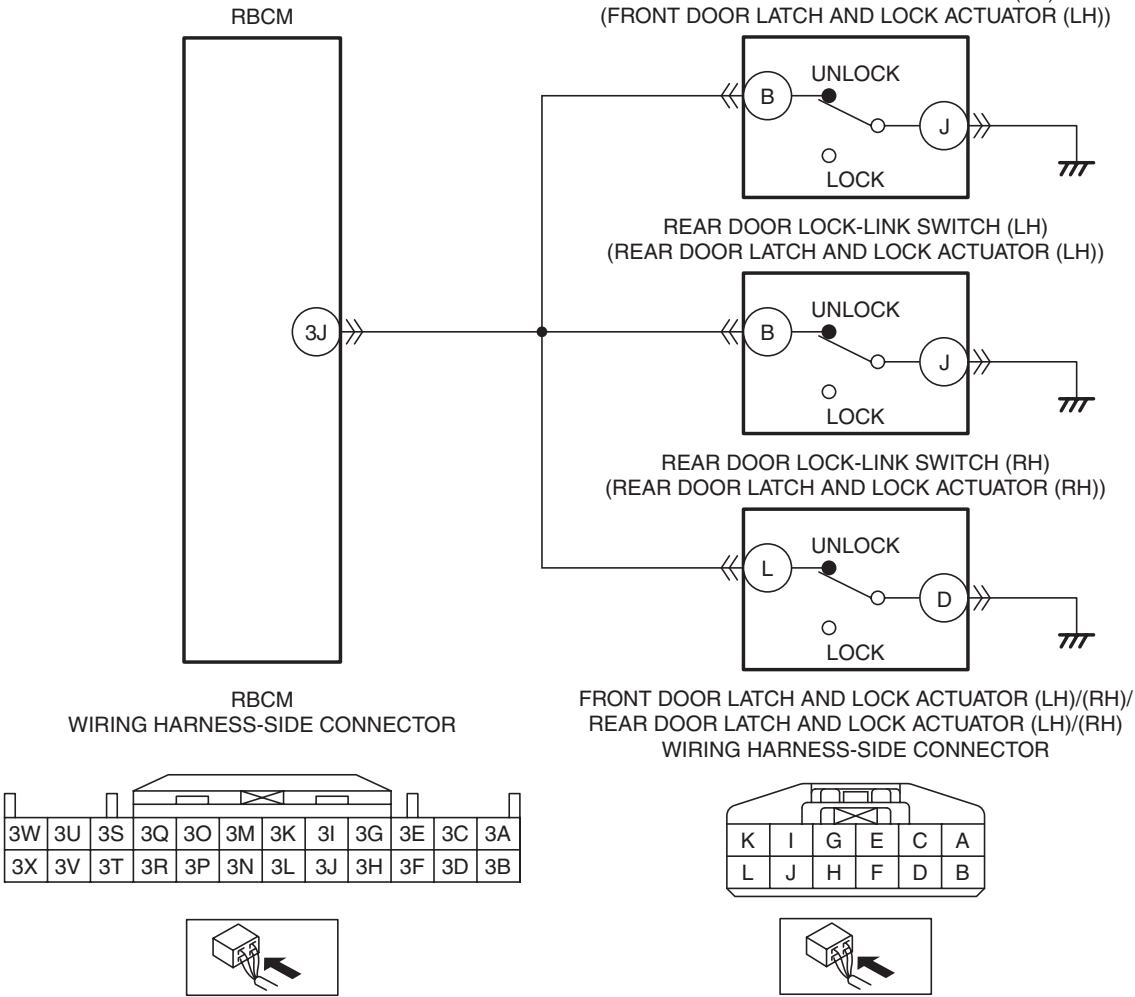 RBCM
(FRONT DOOR LATCH AND LOCK ACTUATOR (LH))
UNLOCK
B
J
LOCK
REAR DOOR LOCK-LINK SWITCH (LH)
(REAR DOOR LATCH AND LOCK ACTUATOR (LH))
UNLOCK
3J
B
J
LOCK
REAR DOOR LOCK-LINK SWITCH (RH)
(REAR DOOR LATCH AND LOCK ACTUATOR (RH))
UNLOCK
L
D
LOCK
RBCM
WIRING HARNESS-SIDE CONNECTOR
3W 3U 3S 3Q 3O 3M 3K 3I 3G 3E 3C 3A
3X 3V 3T 3R 3P 3N 3L 3J 3H 3F 3D 3B
FRONT DOOR LATCH AND LOCK ACTUATOR (LH)/(RH)/
REAR DOOR LATCH AND LOCK ACTUATOR (LH)/(RH)
WIRING HARNESS-SIDE CONNECTOR
K I G E C A
L J H F D B